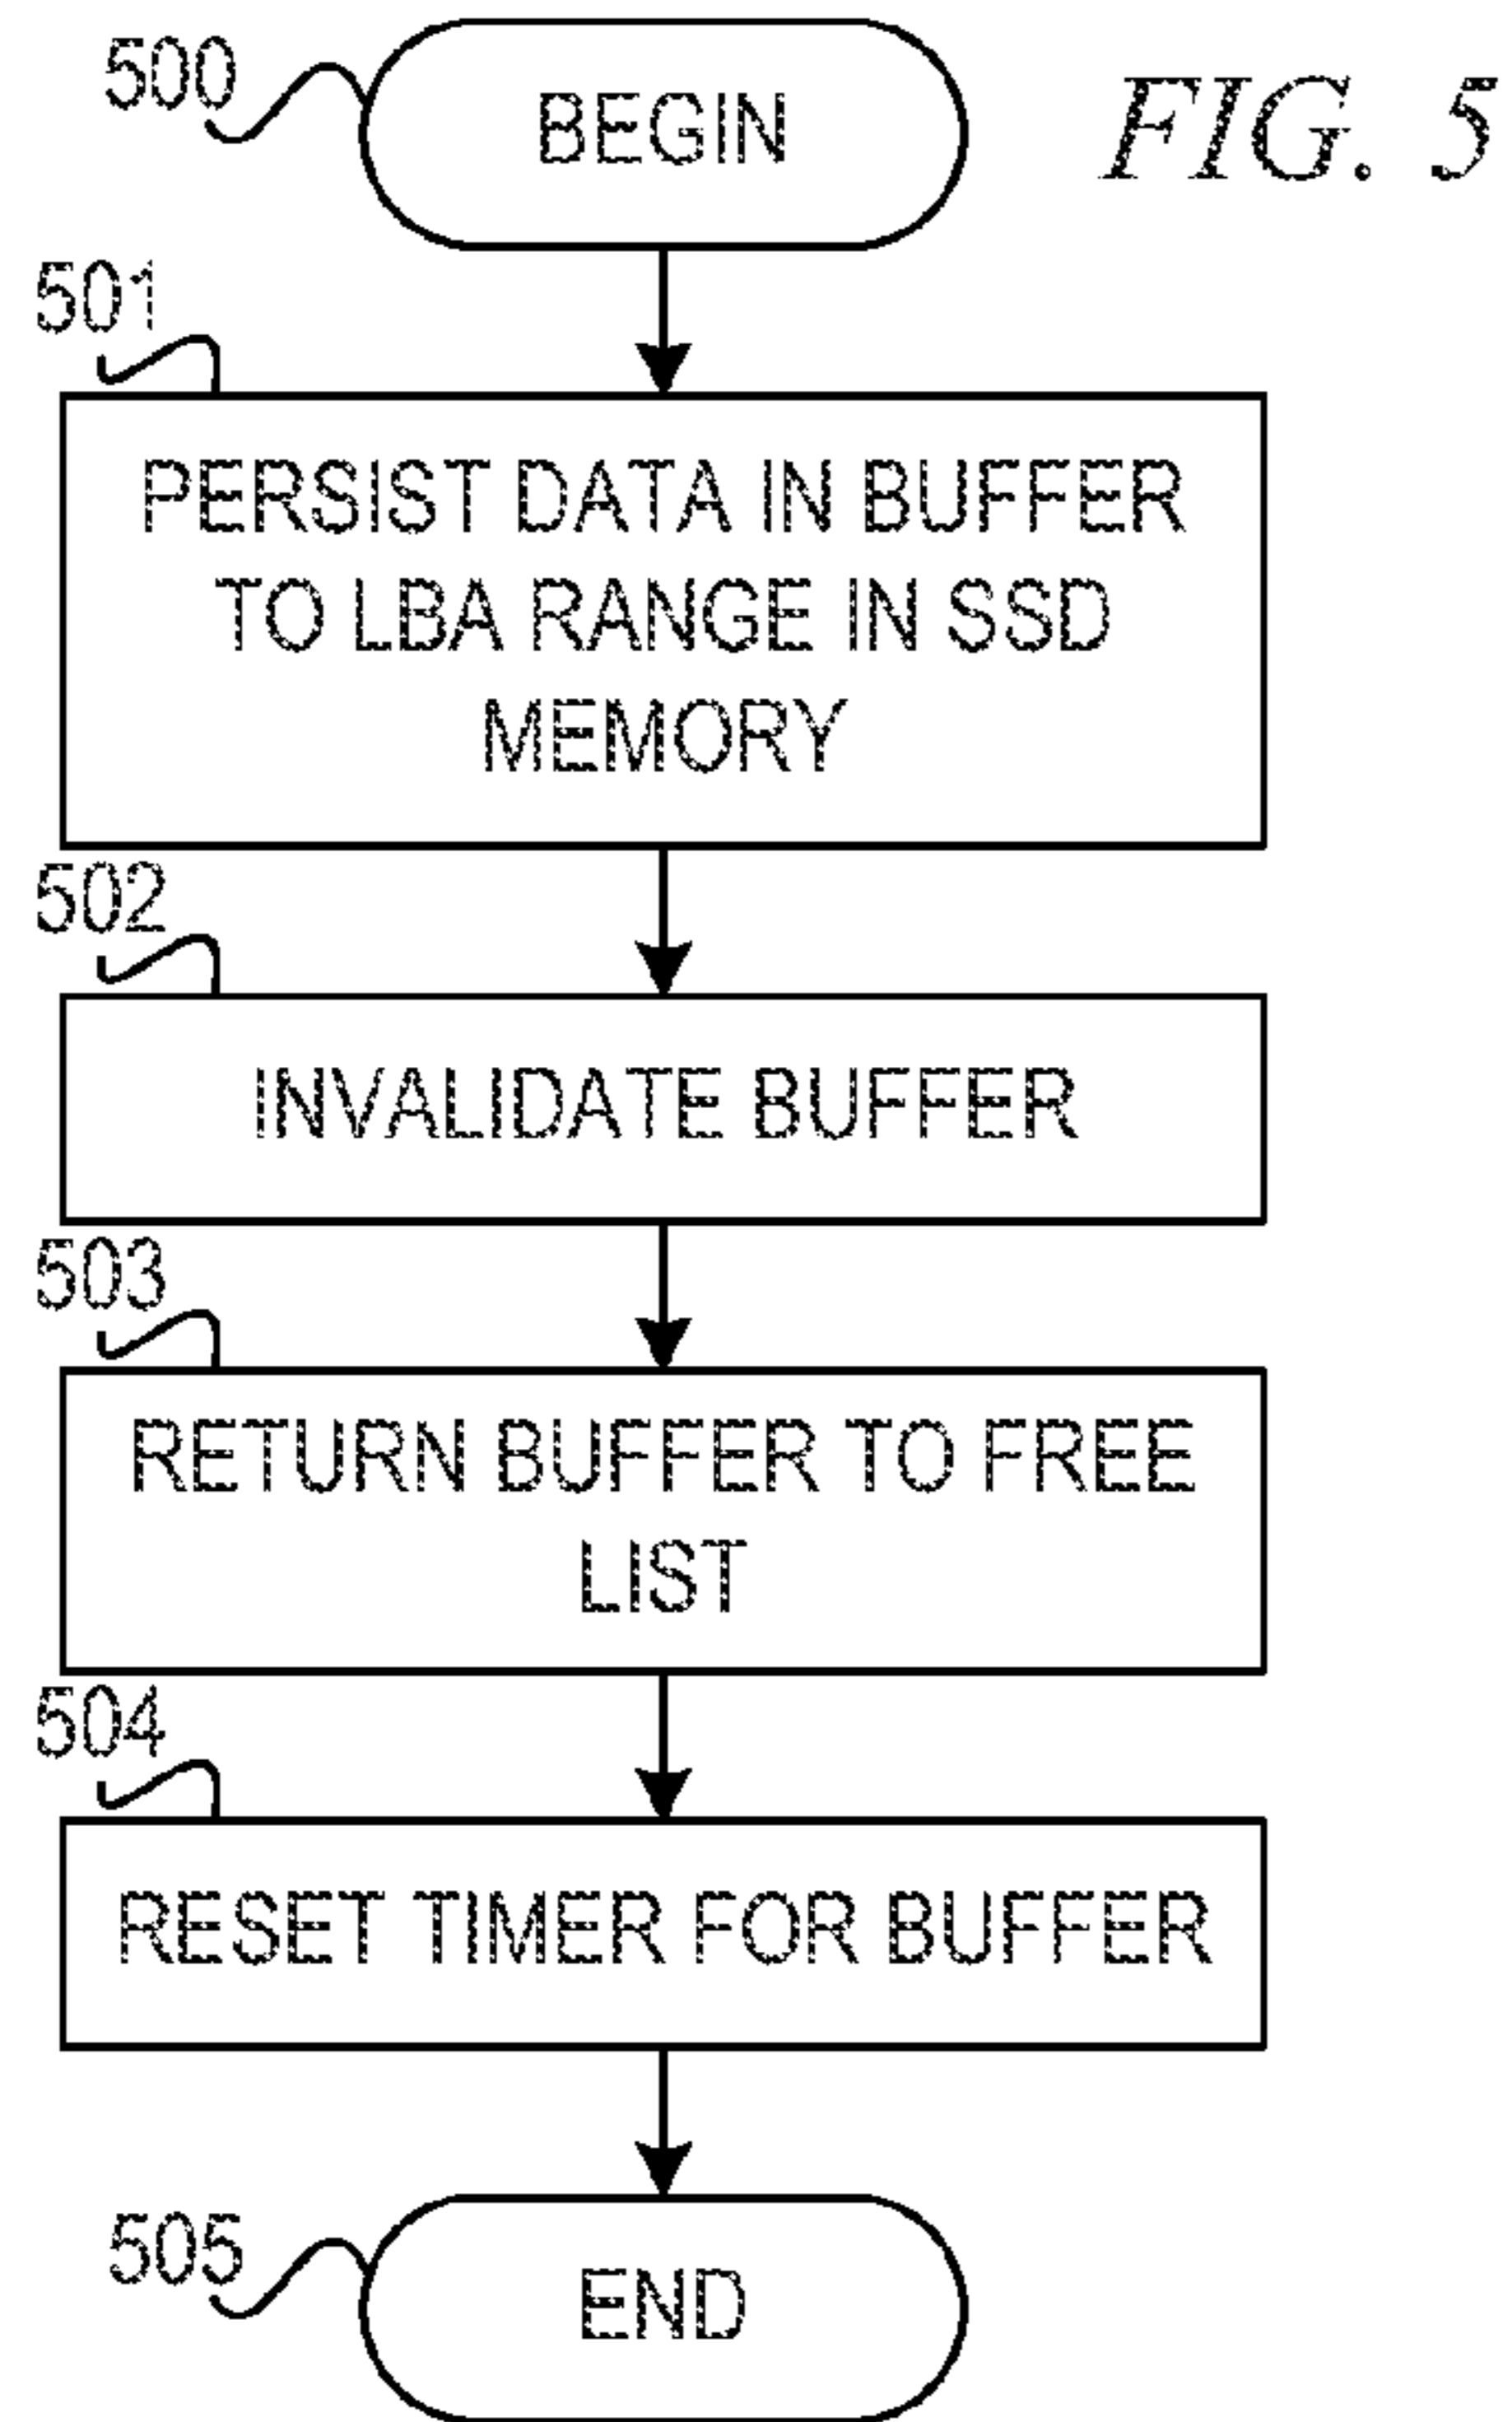 500
BEGIN
FIG. 5
501
PERSIST DATA IN BUFFER
TO LBA RANGE IN SSD
MEMORY
502
INVALIDATE BUFFER
503
RETURN BUFFER TO FREE
LIST
504
RESET TIMER FOR BUFFER
505
END